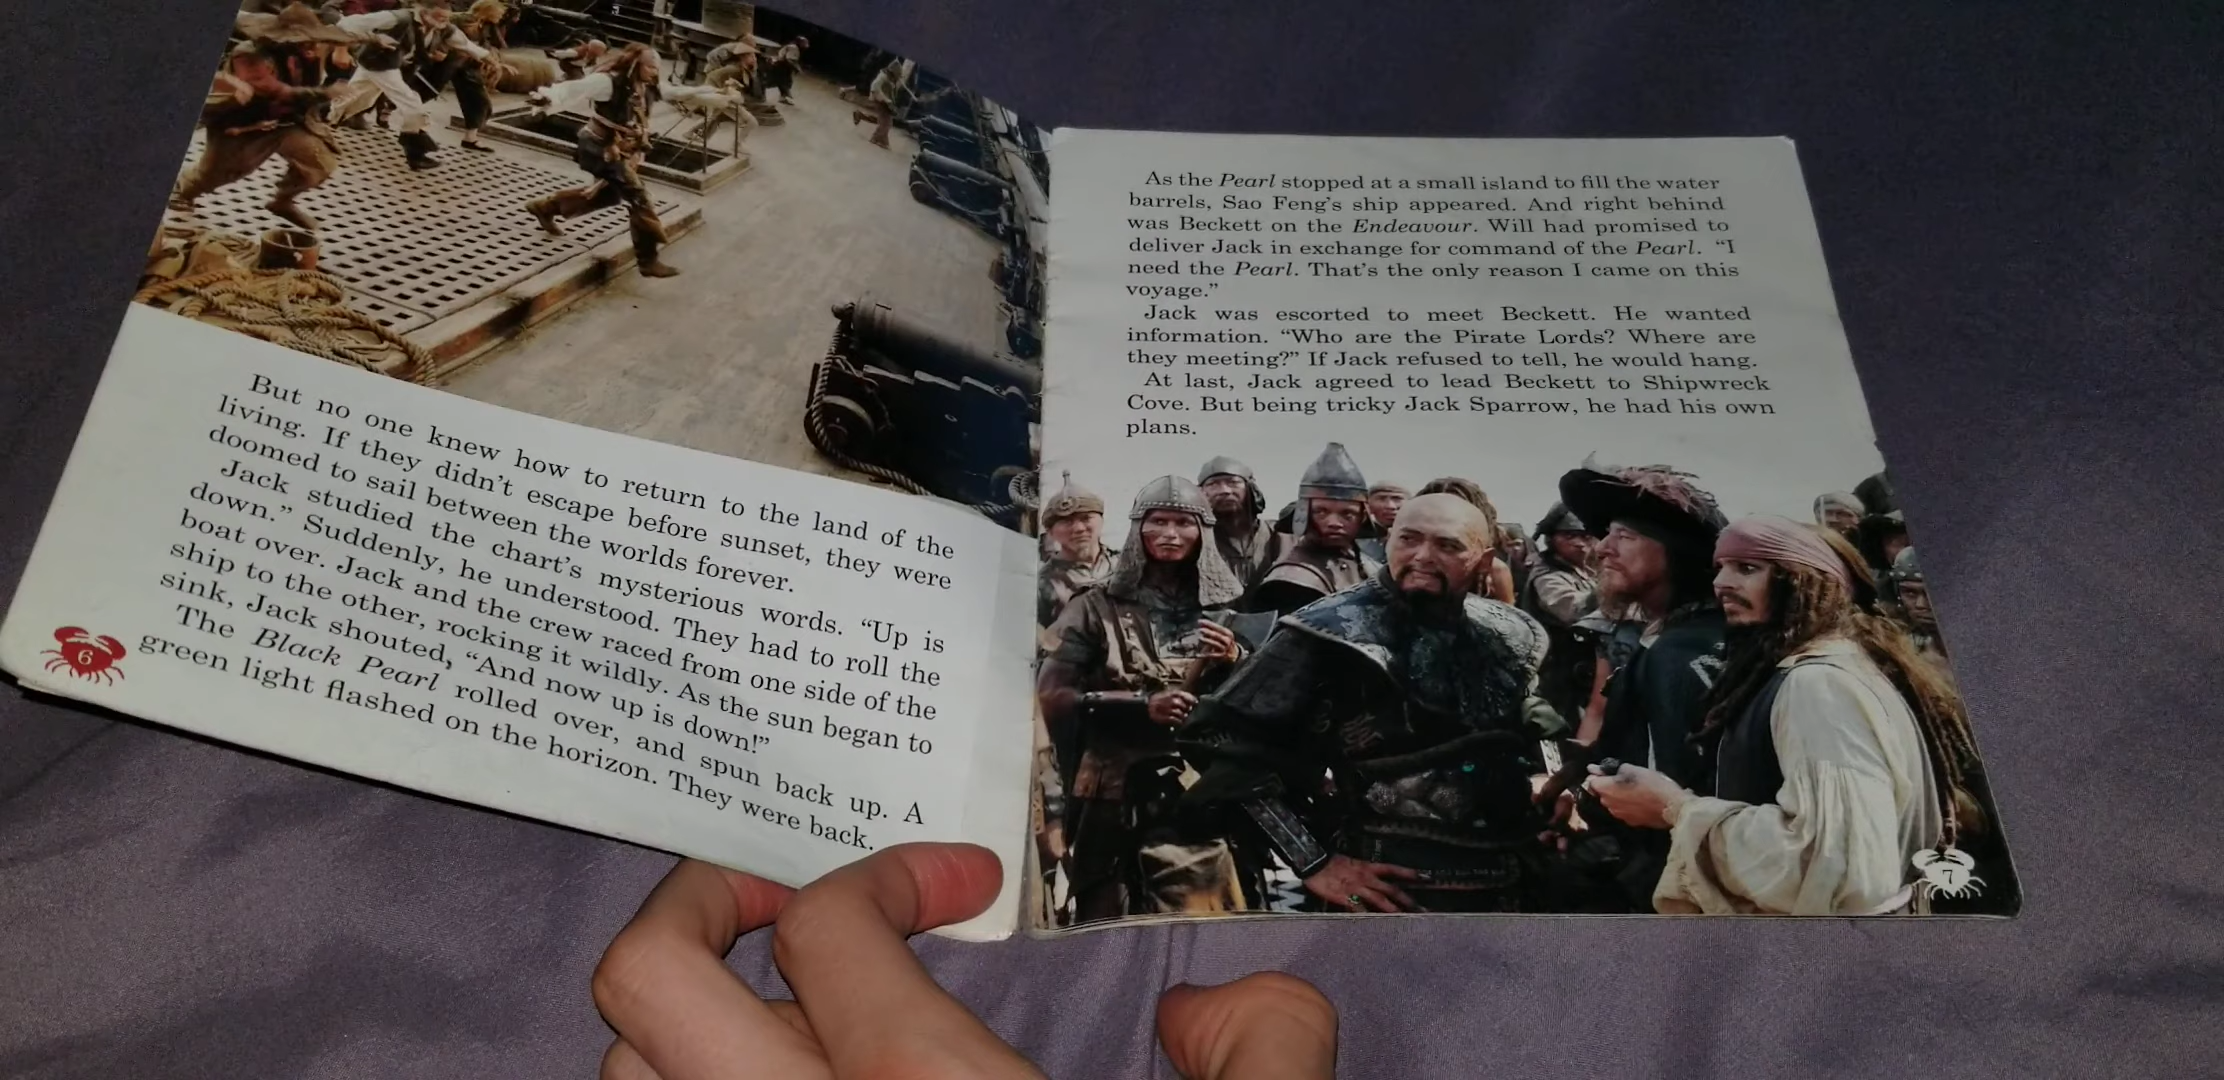 But no one knew how to return to the land of the
living. If they didn't escape before sunset, they were
doomed to sail between the worlds forever.
Jack studied the chart's mysterious words. “Up is
down.” Suddenly, he understood. They had to roll the
boat over. Jack and the crew raced from one side of the
ship to the other, rocking it wildly. As the sun began to
sink, Jack shouted, “And now up is down!”
The Black Pearl rolled over, and spun back up. A
green light flashed on the horizon. They were back.
6
As the Pearl stopped at a small island to fill the water
barrels, Sao Feng's ship appeared. And right behind
was Beckett on the Endeavour. Will had promised to
deliver Jack in exchange for command of the Pearl. “I
need the Pearl. That's the only reason I came on this
voyage.”
Jack was escorted to meet Beckett. He wanted
information. “Who are the Pirate Lords? Where are
they meeting?” If Jack refused to tell, he would hang.
At last, Jack agreed to lead Beckett to Shipwreck
Cove. But being tricky Jack Sparrow, he had his own
plans.
7